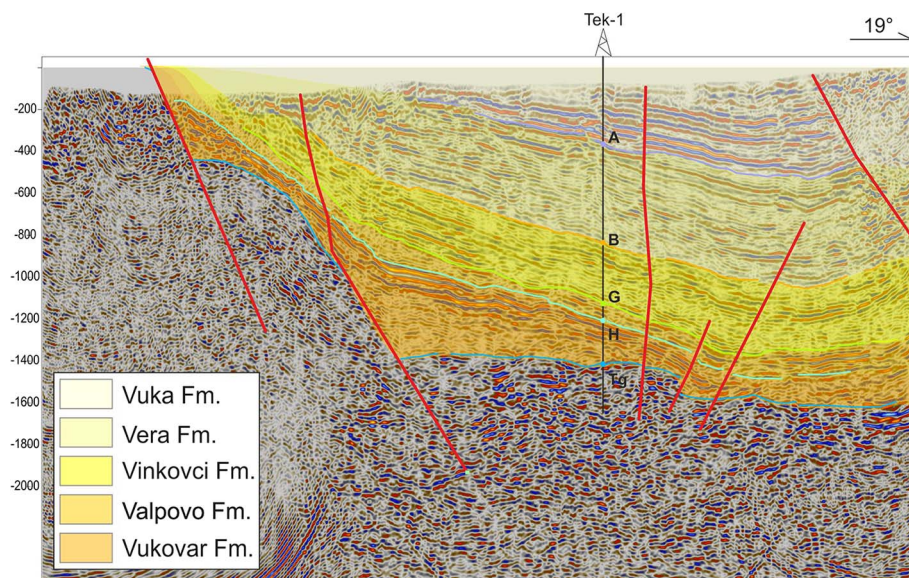 Tek-1
19°
-200
-400
-600
-800
-1000
-1200
-1400
-1600
-1800
-2000
A
B
G
H
Tg
Vuka Fm.
Vera Fm.
Vinkovci Fm.
Valpovo Fm.
Vukovar Fm.